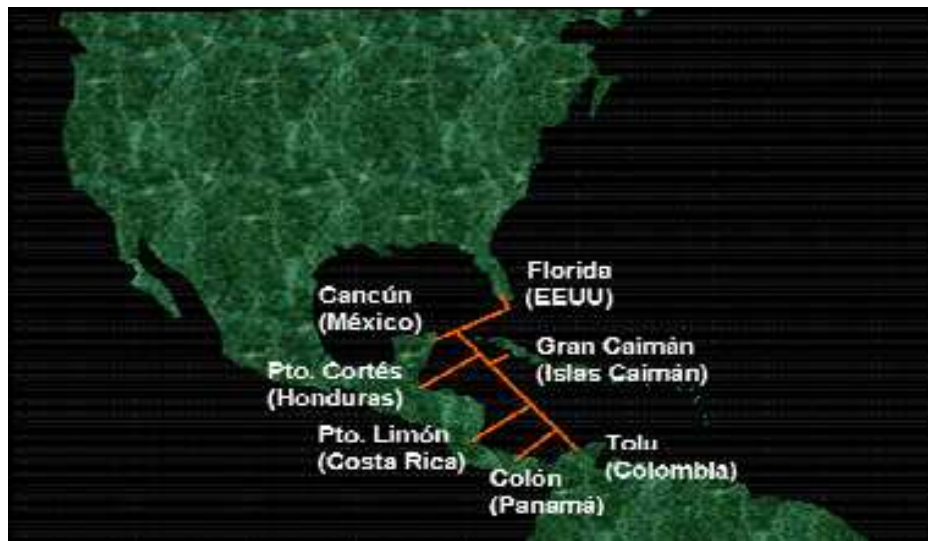 Florida
(EEUU)
Cancún
(México)
Gran Caimán
(Islas Caimán)
Pto. Cortés
(Honduras)
Pto. Limón
(Costa Rica)
Tolu
(Colombia)
Colón
(Panamá)